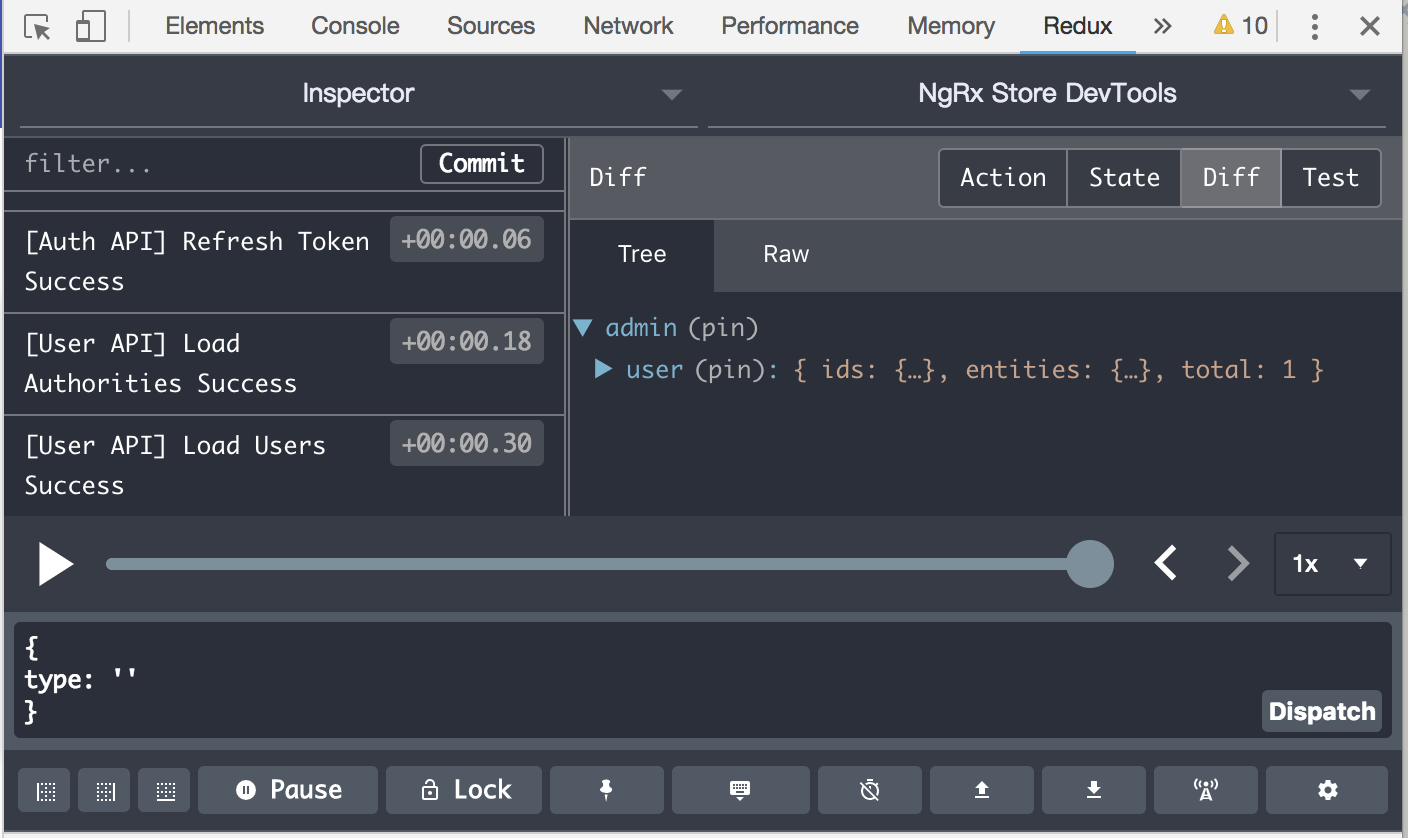 Elements Console Sources Network Performance Memory Redux » 10
Inspector NgRx Store DevTools
filter... Commit
Diff Action State Diff Test
[Auth API] Refresh Token +00:00.06
Success
[User API] Load +00:00.18
Authorities Success
[User API] Load Users +00:00.30
Success
Tree Raw
admin (pin)
user (pin): { ids: {…}, entities: {…}, total: 1 }
1x
{
type: ''
}
Dispatch
Pause Lock